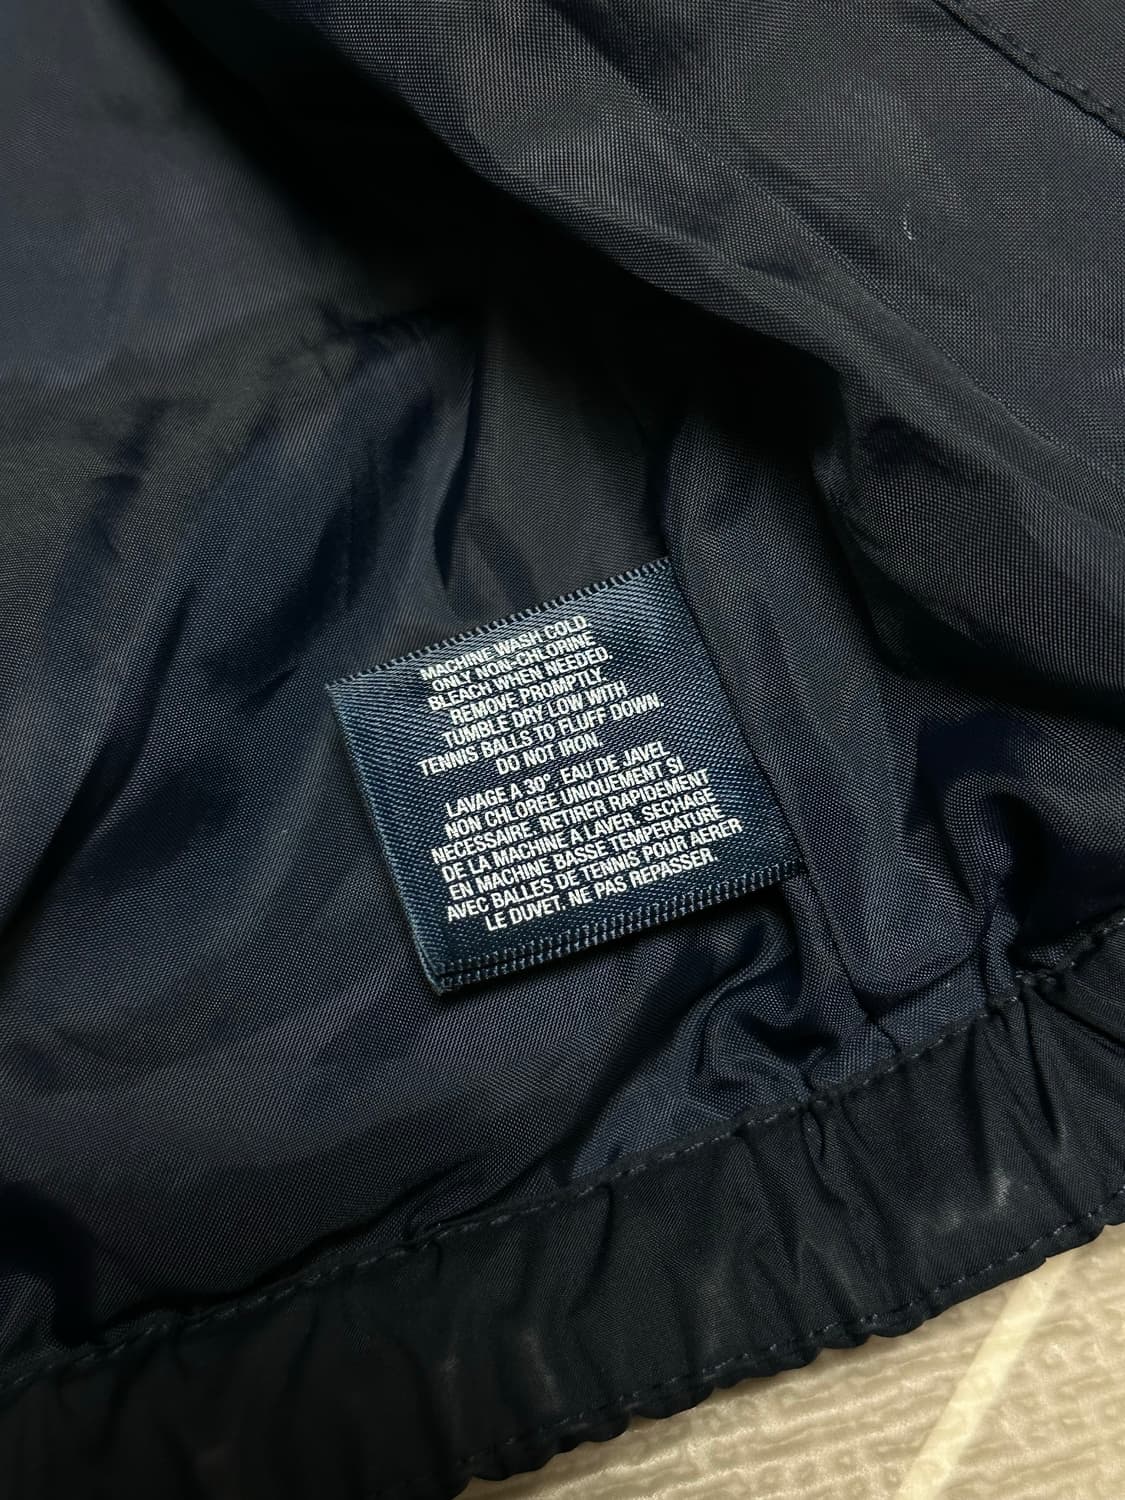 MACHINE WASH COLD
ONLY NON-CHLORINE
BLEACH WHEN NEEDED.
REMOVE PROMPTLY.
TUMBLE DRY LOW WITH
TENNIS BALLS TO FLUFF DOWN.
DO NOT IRON.
LAVAGE A 30° EAU DE JAVEL
NON CHLOREE UNIQUEMENT SI
NECESSAIRE. RETIRER RAPIDEMENT
DE LA MACHINE A LAVER. SECHAGE
EN MACHINE BASSE TEMPERATURE
AVEC BALLES DE TENNIS POUR AERER
LE DUVET. NE PAS REPASSER.